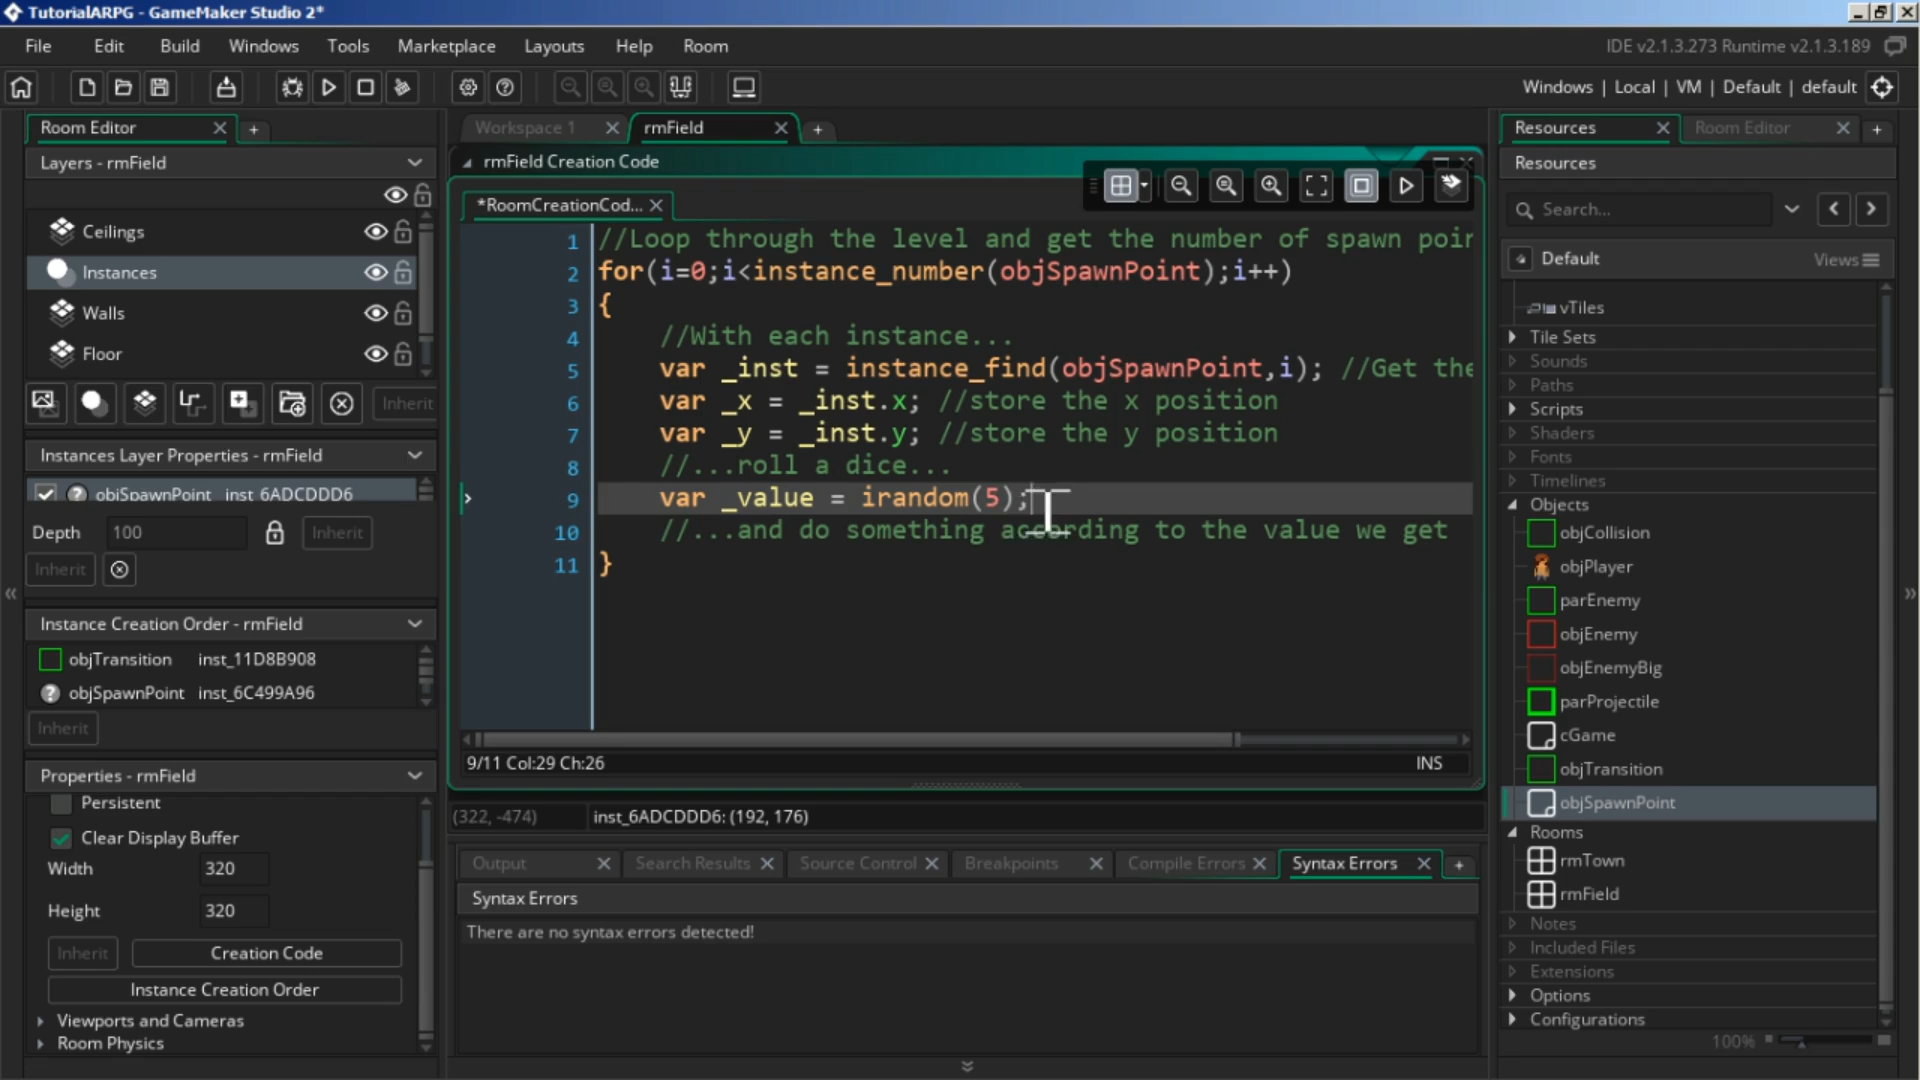 TutorialARPG - GameMaker Studio 2*
File Edit Build Windows Tools Marketplace Layouts Help Room
IDE v2.1.3.273 Runtime v2.1.3.189
Windows | Local | VM | Default | default
Room Editor
Layers - rmField
Ceilings
Instances
Walls
Floor
Inherit
Instances Layer Properties - rmField
objSpawnPoint inst_6ADCDDD6
Depth 100 Inherit
Inherit
Instance Creation Order - rmField
objTransition inst_11D8B908
objSpawnPoint inst_6C499A96
Inherit
Properties - rmField
Persistent
Clear Display Buffer
Width 320
Height 320
Inherit Creation Code
Instance Creation Order
Viewports and Cameras
Room Physics
Workspace 1 rmField
rmField Creation Code
*RoomCreationCod...
1 //Loop through the level and get the number of spawn poin
2 for(i=0;i<instance_number(objSpawnPoint);i++)
3 {
4 //With each instance...
5 var _inst = instance_find(objSpawnPoint,i); //Get the
6 var _x = _inst.x; //store the x position
7 var _y = _inst.y; //store the y position
8 //...roll a dice...
9 var _value = irandom(5);
10 //...and do something according to the value we get
11 }
9/11 Col:29 Ch:26 INS
(322, -474) inst_6ADCDDD6: (192, 176)
Output Search Results Source Control Breakpoints Compile Errors Syntax Errors
Syntax Errors
There are no syntax errors detected!
Resources Room Editor
Resources
Search...
Default Views
vTiles
Tile Sets
Sounds
Paths
Scripts
Shaders
Fonts
Timelines
Objects
objCollision
objPlayer
parEnemy
objEnemy
objEnemyBig
parProjectile
cGame
objTransition
objSpawnPoint
Rooms
rmTown
rmField
Notes
Included Files
Extensions
Options
Configurations
100%